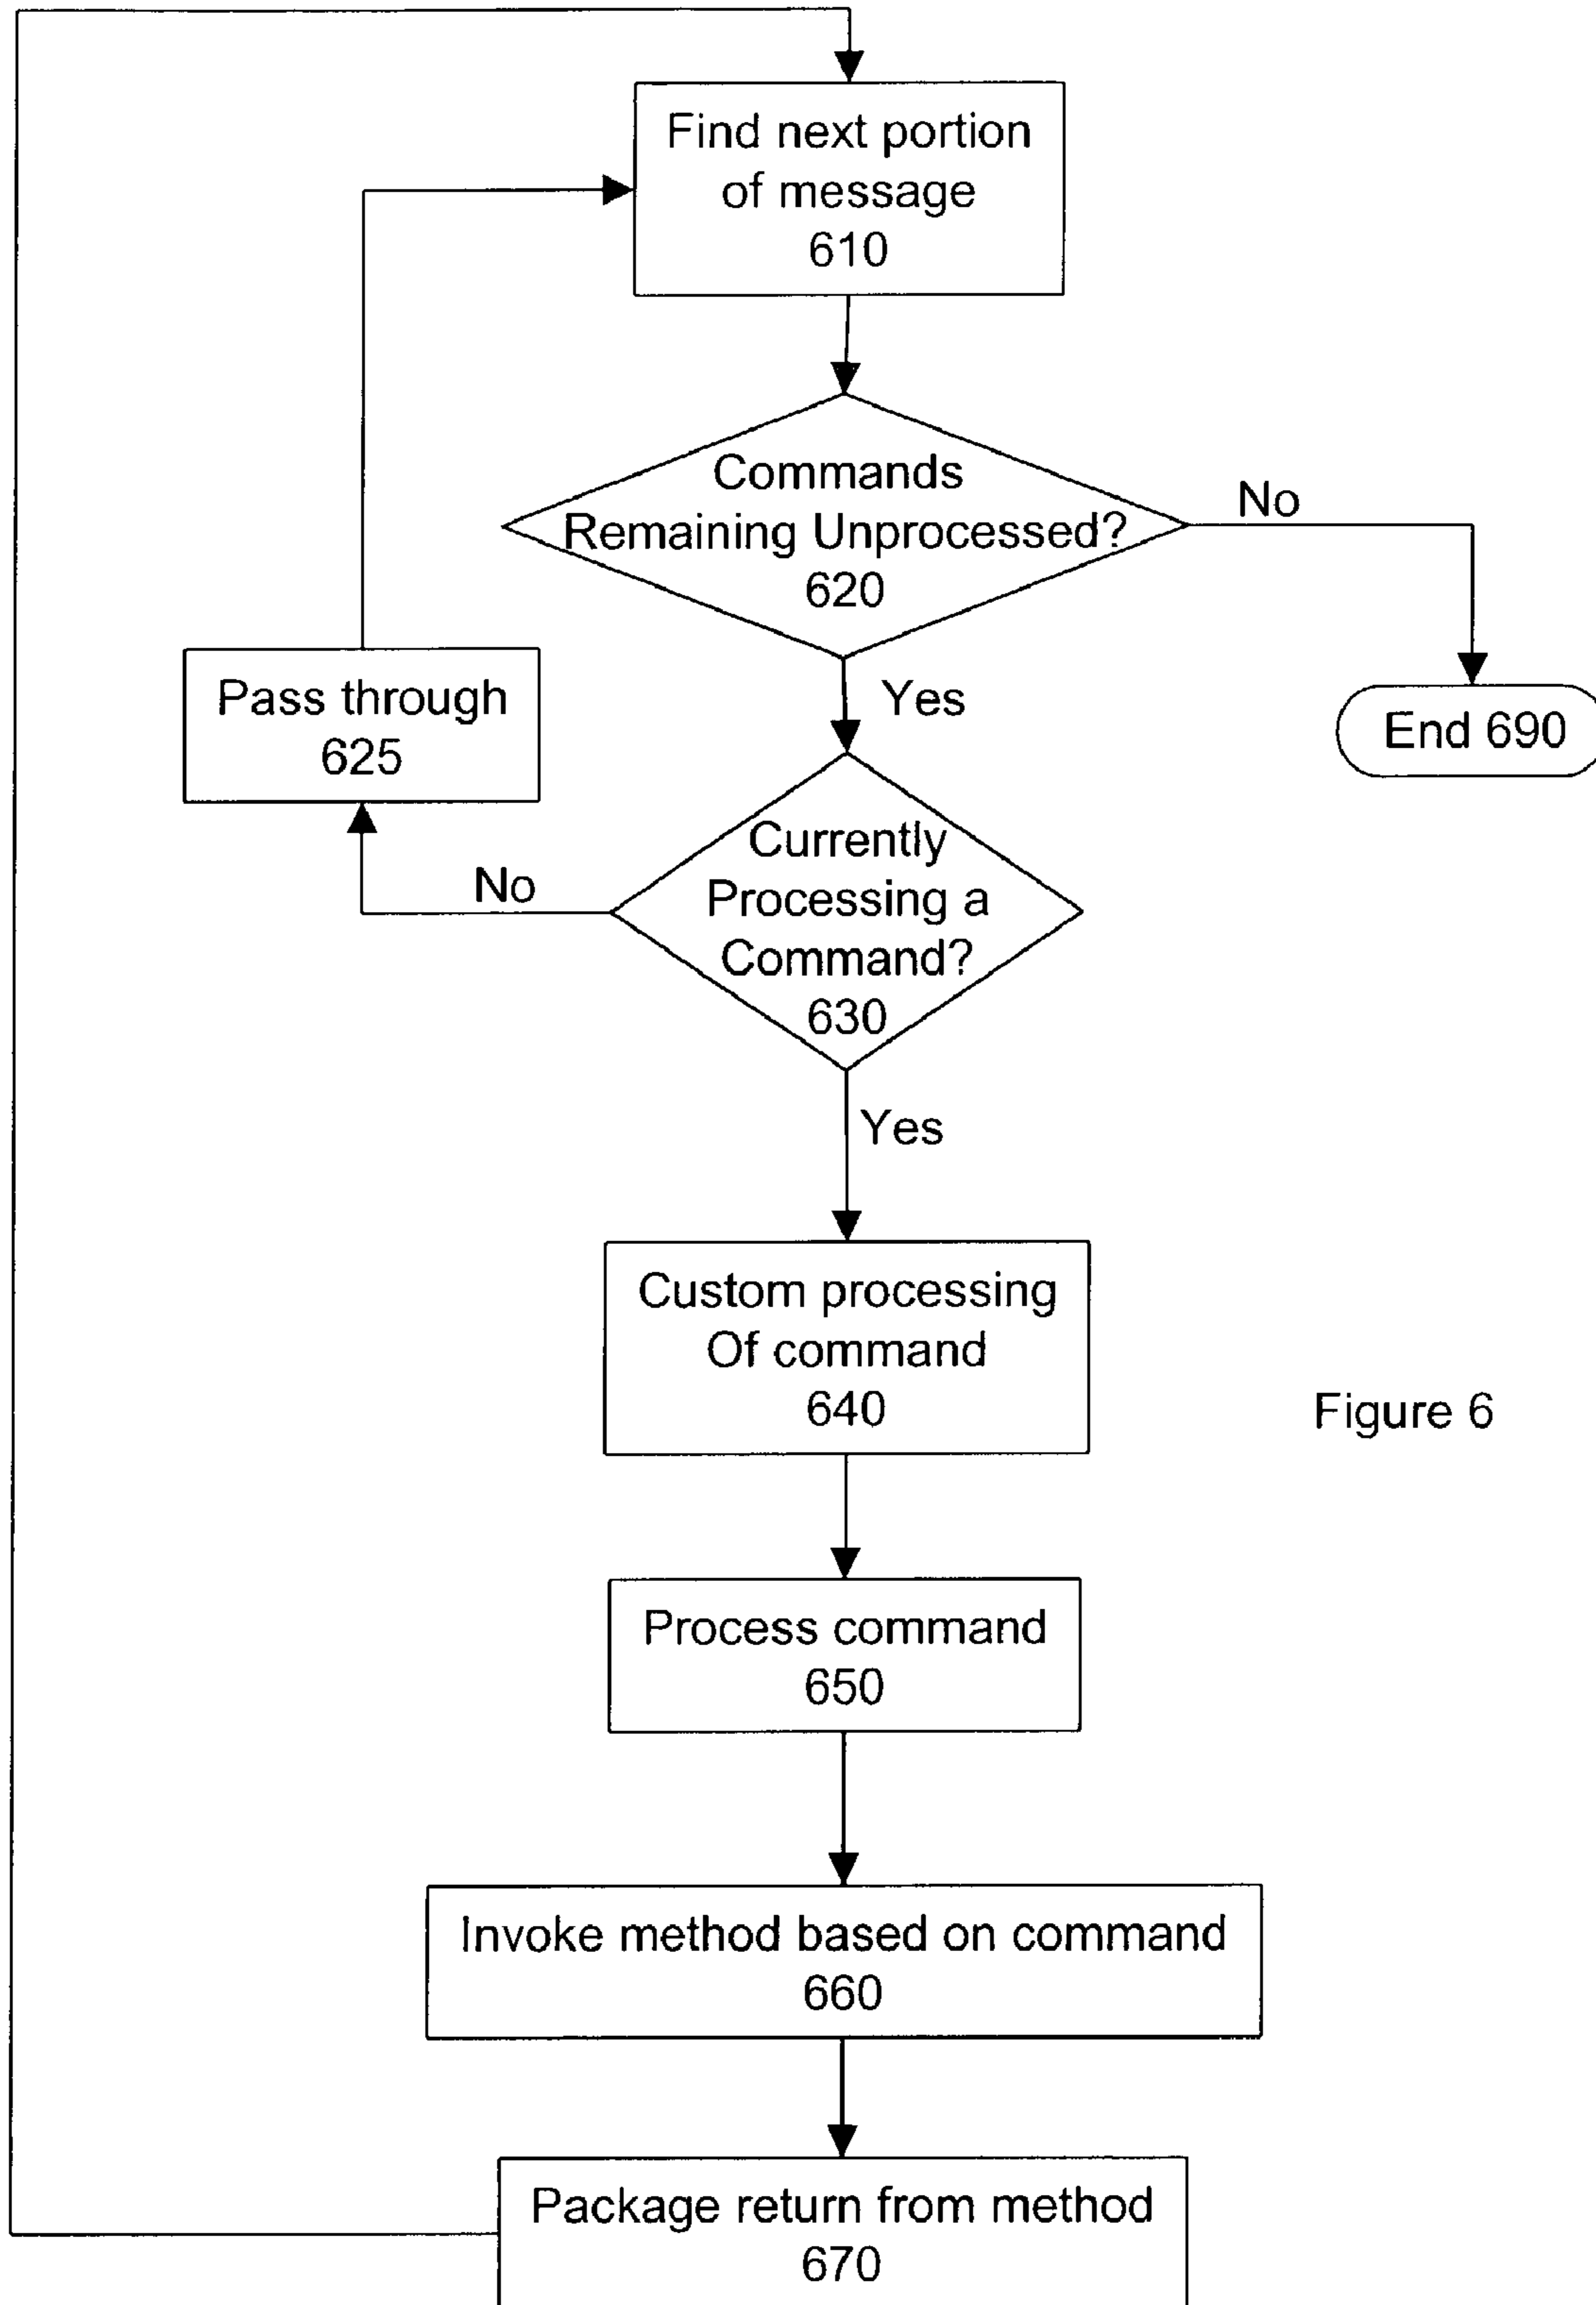 Find next portion
of message
610
Commands
Remaining Unprocessed?
620
No
Yes
Pass through
625
End 690
Currently
Processing a
Command?
630
No
Yes
Custom processing
Of command
640
Figure 6
Process command
650
Invoke method based on command
660
Package return from method
670